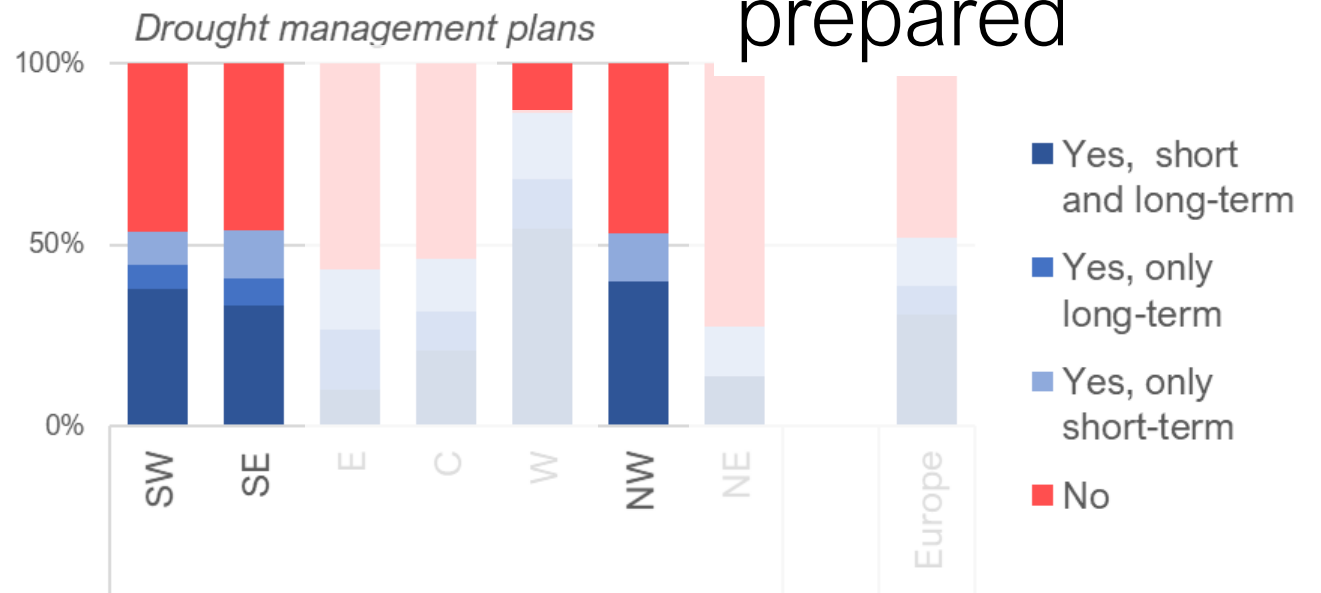 prepared
Drought management plans
100%
50%
0%
SW
SE
E
C
W
NW
NE
Europe
Yes, short
and long-term
Yes, only
long-term
Yes, only
short-term
No